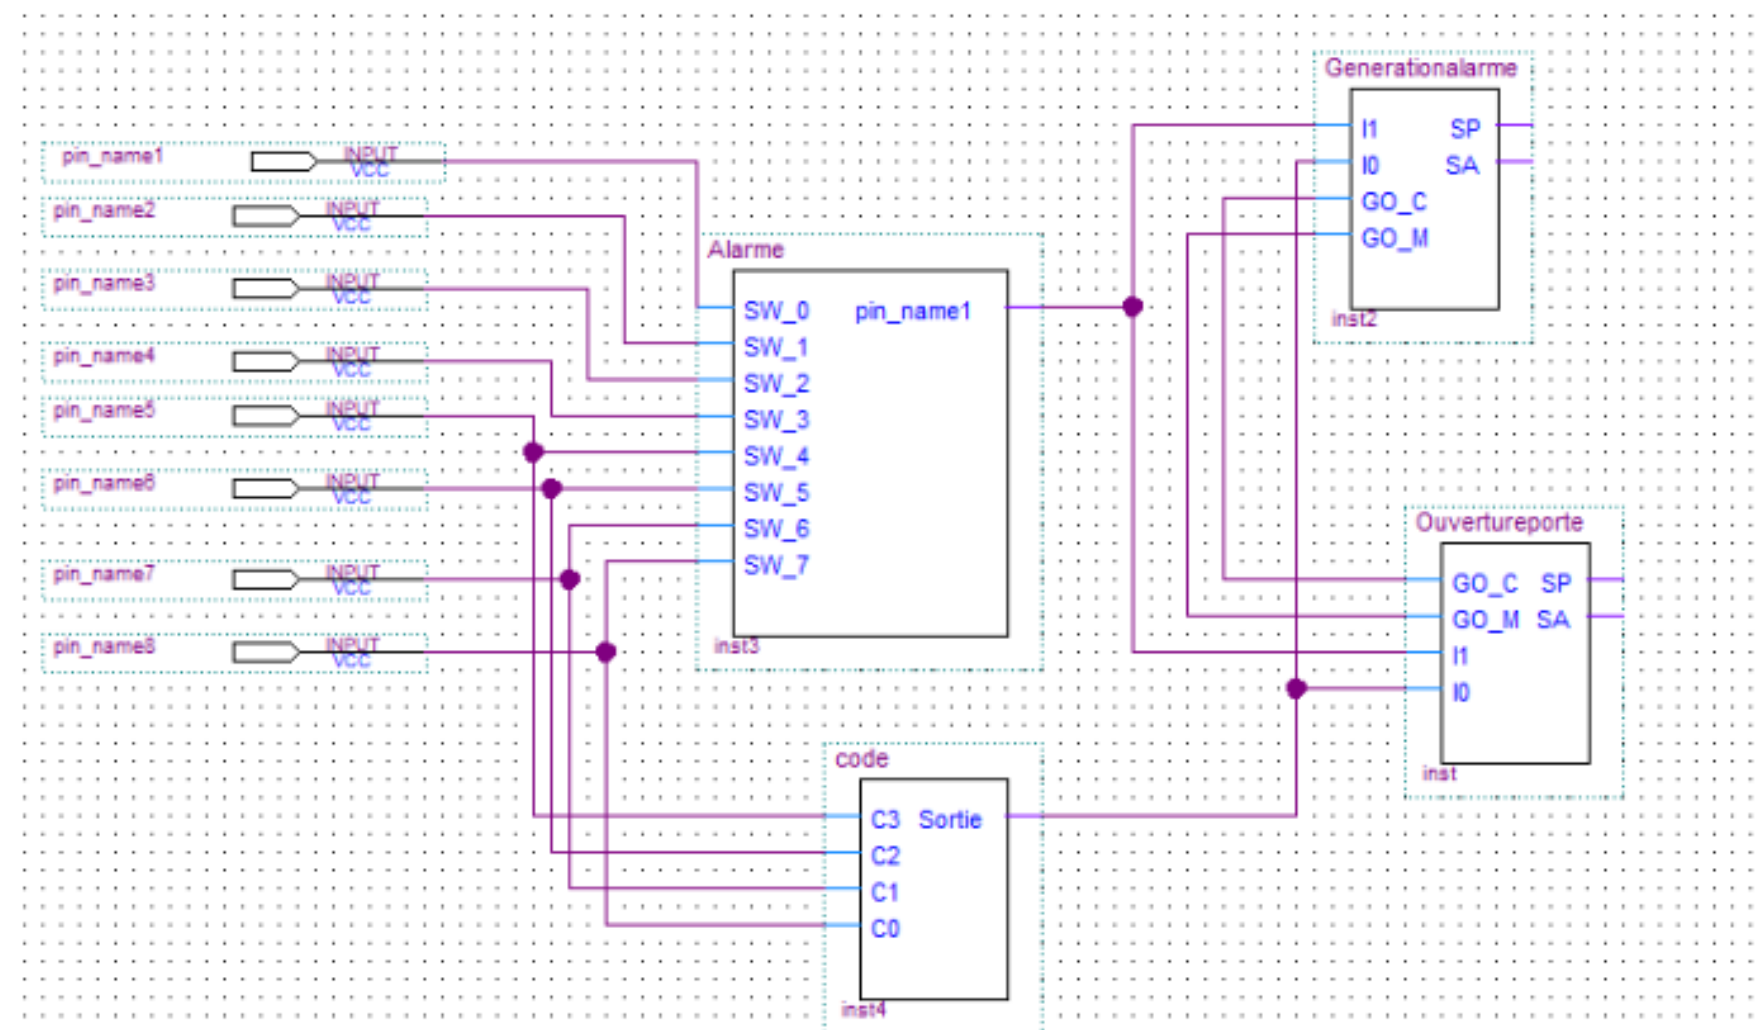 pin_name1 INPUT
VCC
pin_name2 INPUT
VCC
pin_name3 INPUT
VCC
pin_name4 INPUT
VCC
pin_name5 INPUT
VCC
pin_name6 INPUT
VCC
pin_name7 INPUT
VCC
pin_name8 INPUT
VCC
Alarme
SW_0 pin_name1
SW_1
SW_2
SW_3
SW_4
SW_5
SW_6
SW_7
inst3
code
C3 Sortie
C2
C1
C0
inst4
Generationalarme
I1 SP
I0 SA
GO_C
GO_M
inst2
Ouvertureporte
GO_C SP
GO_M SA
I1
I0
inst